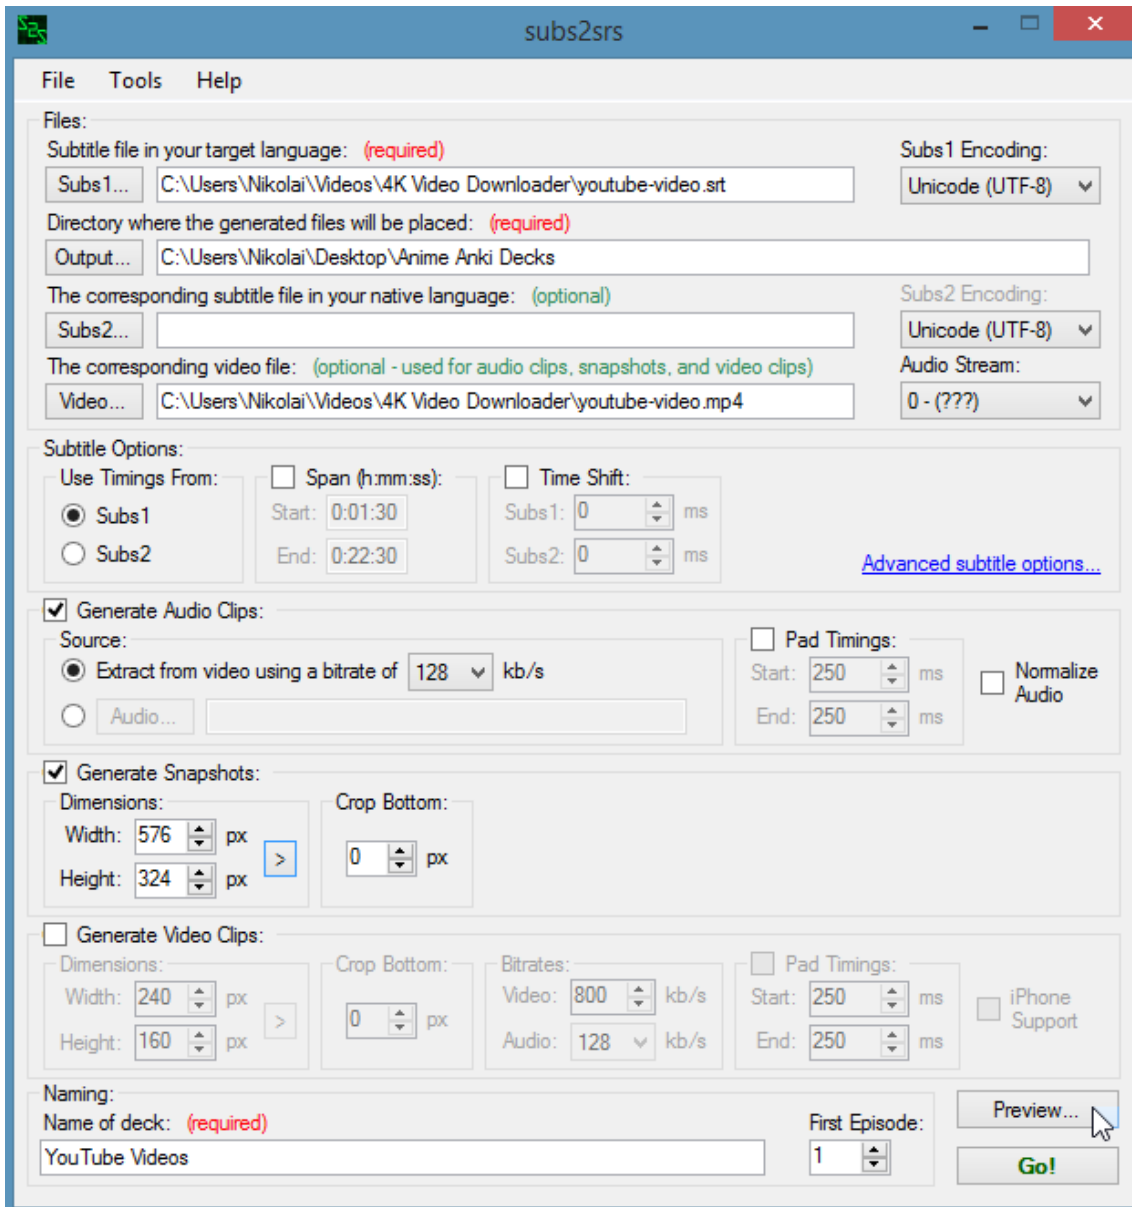 subs2srs
File Tools Help
Files:
Subtitle file in your target language: (required) Subs1 Encoding:
Subs1... C:\Users\Nikolai\Videos\4K Video Downloader\youtube-video.srt Unicode (UTF-8)
Directory where the generated files will be placed: (required)
Output... C:\Users\Nikolai\Desktop\Anime Anki Decks
The corresponding subtitle file in your native language: (optional) Subs2 Encoding:
Subs2... Unicode (UTF-8)
The corresponding video file: (optional - used for audio clips, snapshots, and video clips) Audio Stream:
Video... C:\Users\Nikolai\Videos\4K Video Downloader\youtube-video.mp4 0 - (???)
Subtitle Options:
Use Timings From: Span (h:mm:ss): Time Shift:
Subs1 Start: 0:01:30 Subs1: 0 ms
Subs2 End: 0:22:30 Subs2: 0 ms Advanced subtitle options...
Generate Audio Clips:
Source: Pad Timings:
Extract from video using a bitrate of 128 kb/s Start: 250 ms Normalize
Audio
Audio... End: 250 ms
Generate Snapshots:
Dimensions: Crop Bottom:
Width: 576 px > 0 px
Height: 324 px
Generate Video Clips:
Dimensions: Crop Bottom: Bitrates: Pad Timings:
Width: 240 px > 0 px Video: 800 kb/s Start: 250 ms iPhone
Support
Height: 160 px Audio: 128 kb/s End: 250 ms
Naming:
Name of deck: (required) First Episode: Preview...
YouTube Videos 1 Go!